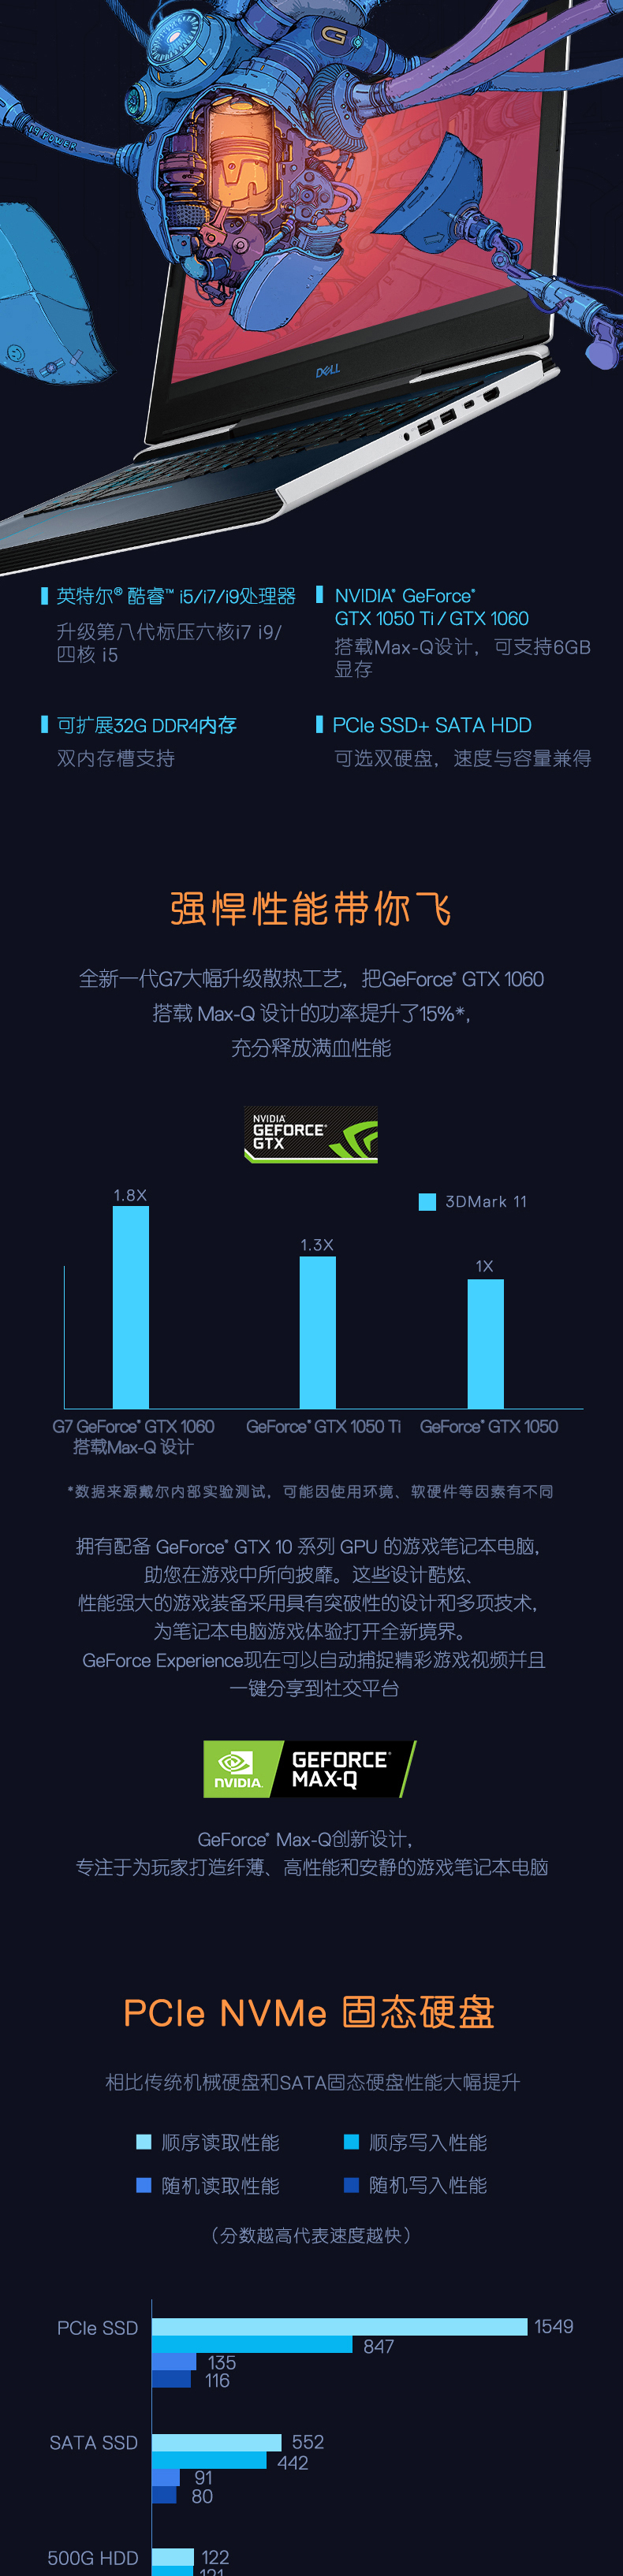 19 POWER
G
DELL
英特尔® 酷睿™ i5/i7/i9处理器
升级第八代标压六核i7 i9/
四核 i5
NVIDIA® GeForce®
GTX 1050 Ti / GTX 1060
搭载Max-Q设计，可支持6GB
显存
可扩展32G DDR4内存
双内存槽支持
PCIe SSD+ SATA HDD
可选双硬盘，速度与容量兼得
强悍性能带你飞
全新一代G7大幅升级散热工艺，把GeForce® GTX 1060
搭载 Max-Q 设计的功率提升了15%*,
充分释放满血性能
NVIDIA
GEFORCE®
GTX
3DMark 11
1.8X
1.3X
1X
G7 GeForce® GTX 1060
搭载Max-Q 设计
GeForce® GTX 1050 Ti
GeForce® GTX 1050
*数据来源戴尔内部实验测试，可能因使用环境、软硬件等因素有不同
拥有配备 GeForce® GTX 10 系列 GPU 的游戏笔记本电脑，
助您在游戏中所向披靡。这些设计酷炫、
性能强大的游戏装备采用具有突破性的设计和多项技术，
为笔记本电脑游戏体验打开全新境界。
GeForce Experience现在可以自动捕捉精彩游戏视频并且
一键分享到社交平台
NVIDIA.
GEFORCE®
MAX-Q
GeForce® Max-Q创新设计，
专注于为玩家打造纤薄、高性能和安静的游戏笔记本电脑
PCIe NVMe 固态硬盘
相比传统机械硬盘和SATA固态硬盘性能大幅提升
顺序读取性能
顺序写入性能
随机读取性能
随机写入性能
（分数越高代表速度越快）
PCIe SSD
1549
847
135
116
SATA SSD
552
442
91
80
500G HDD
122
121